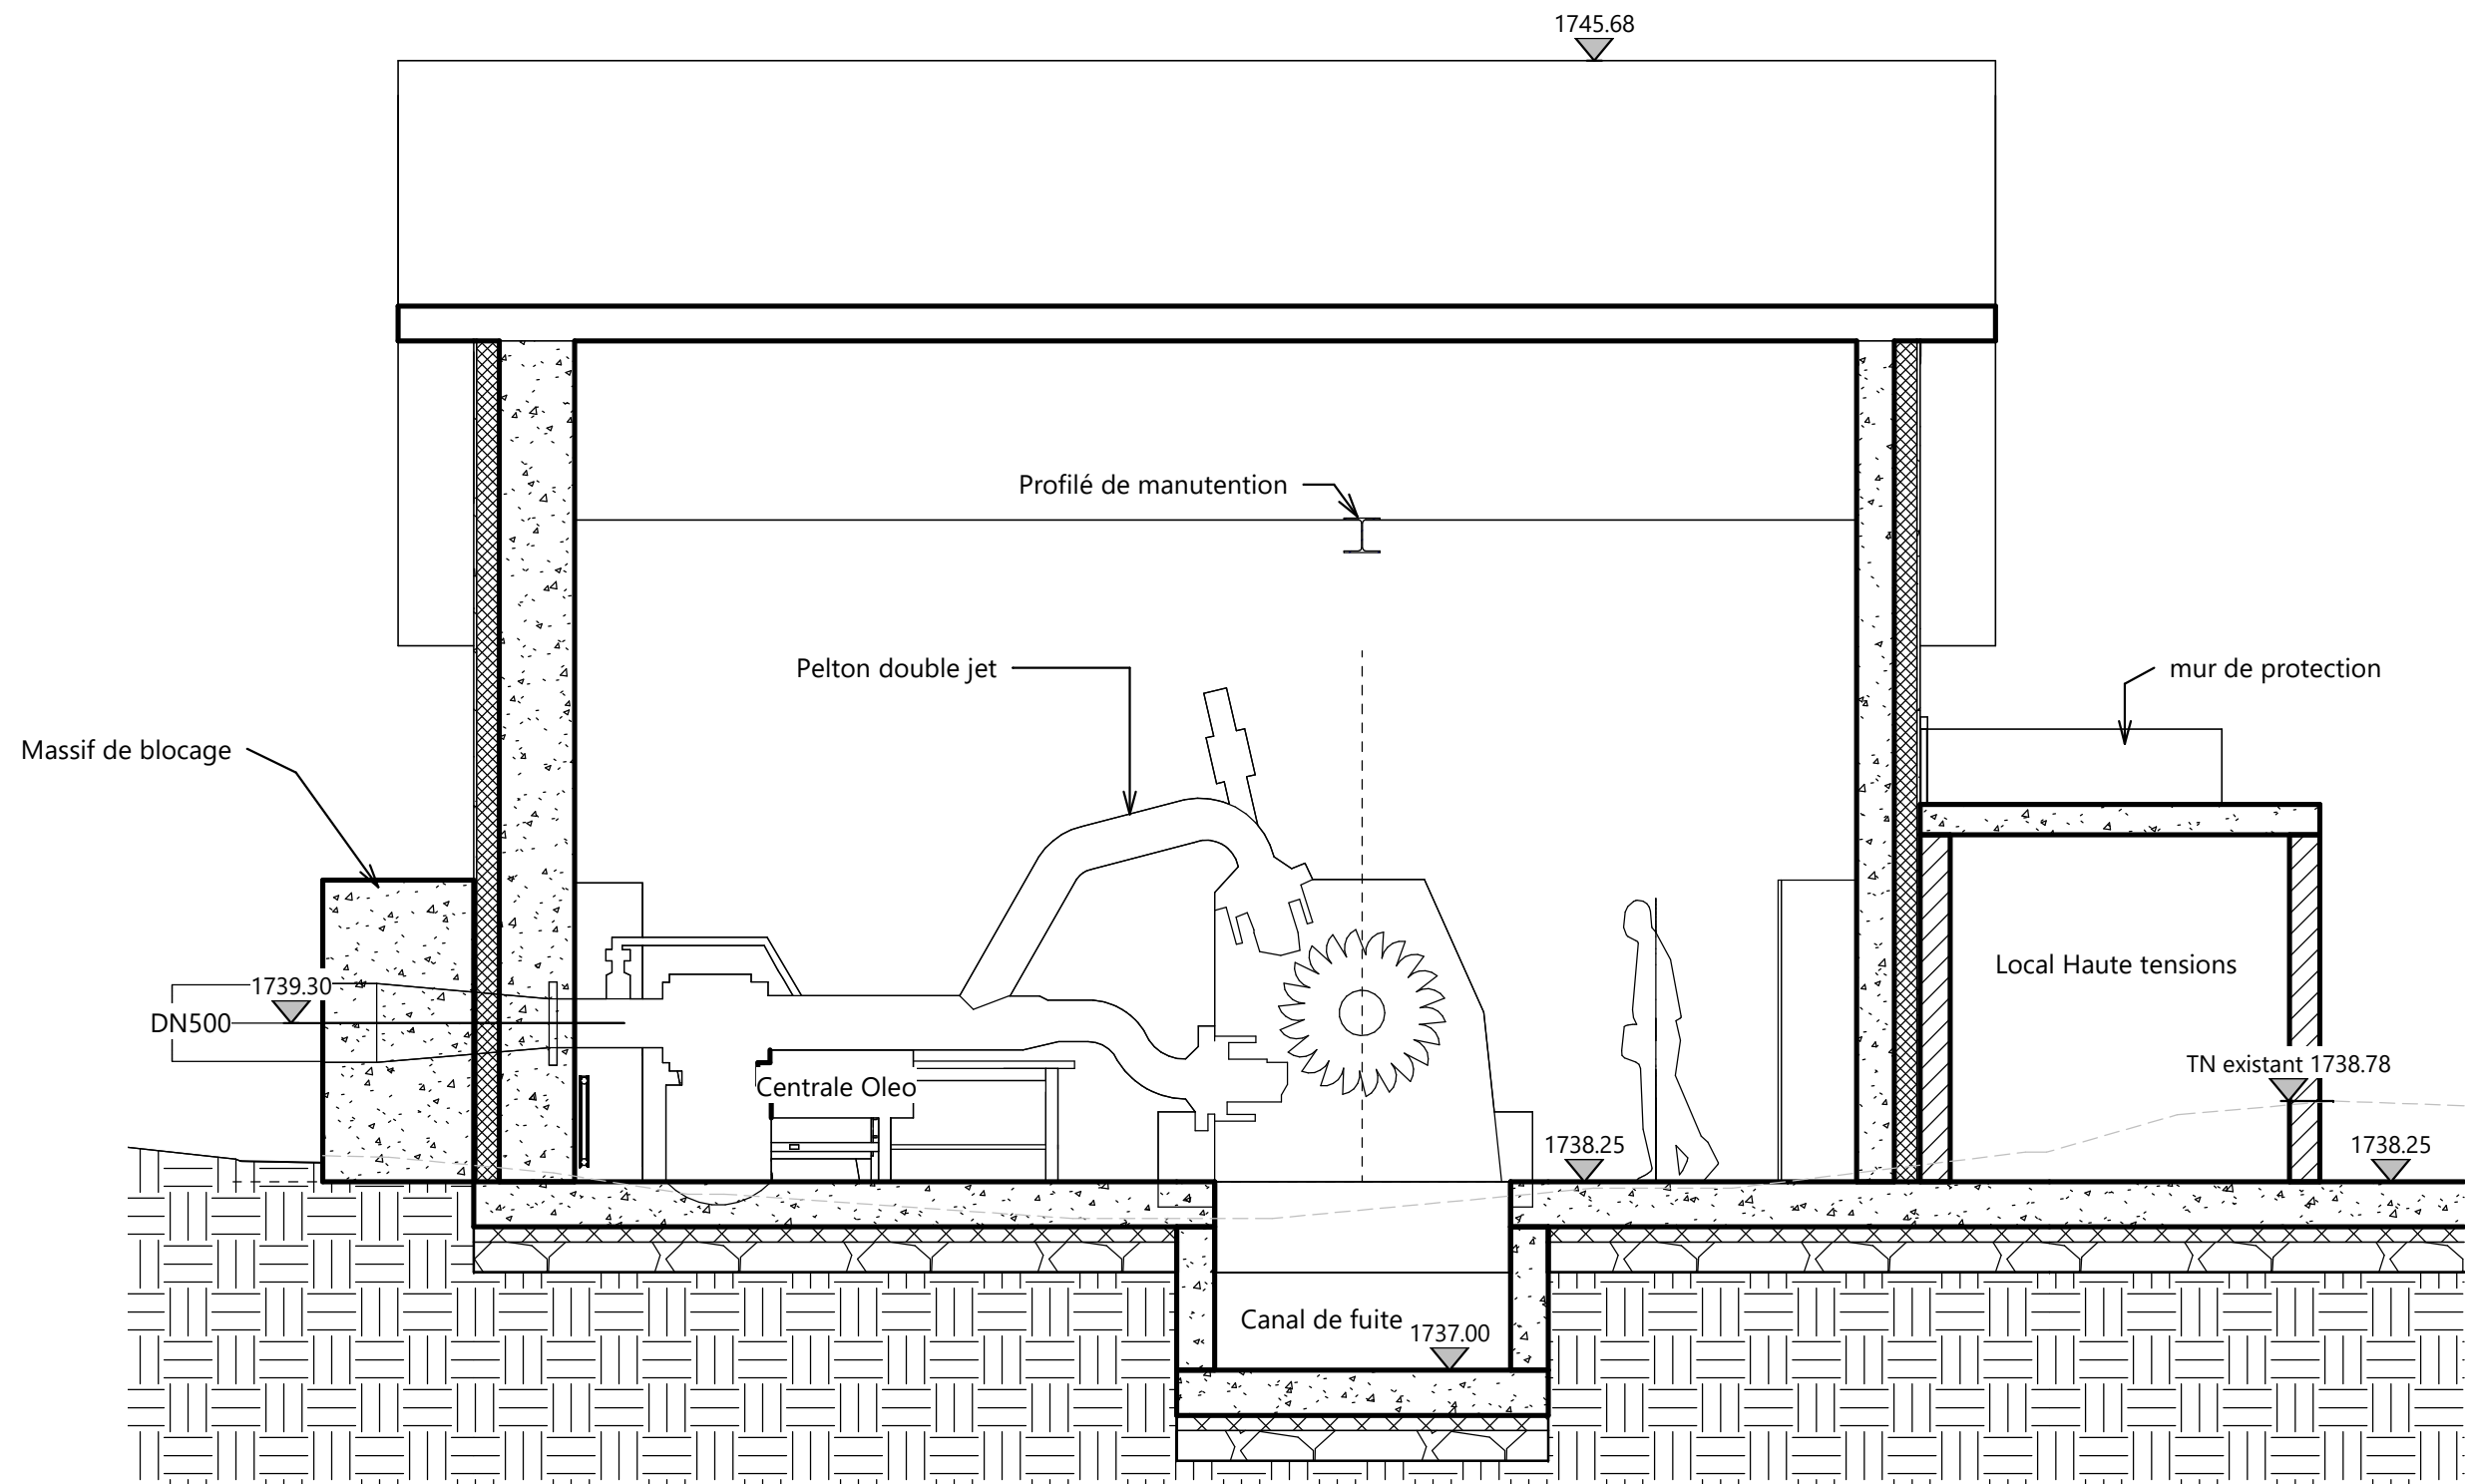 1745.68
Profilé de manutention
Pelton double jet
mur de protection
Massif de blocage
Local Haute tensions
1739.30
DN500
TN existant 1738.78
Centrale Oleo
1738.25
1738.25
Canal de fuite
1737.00